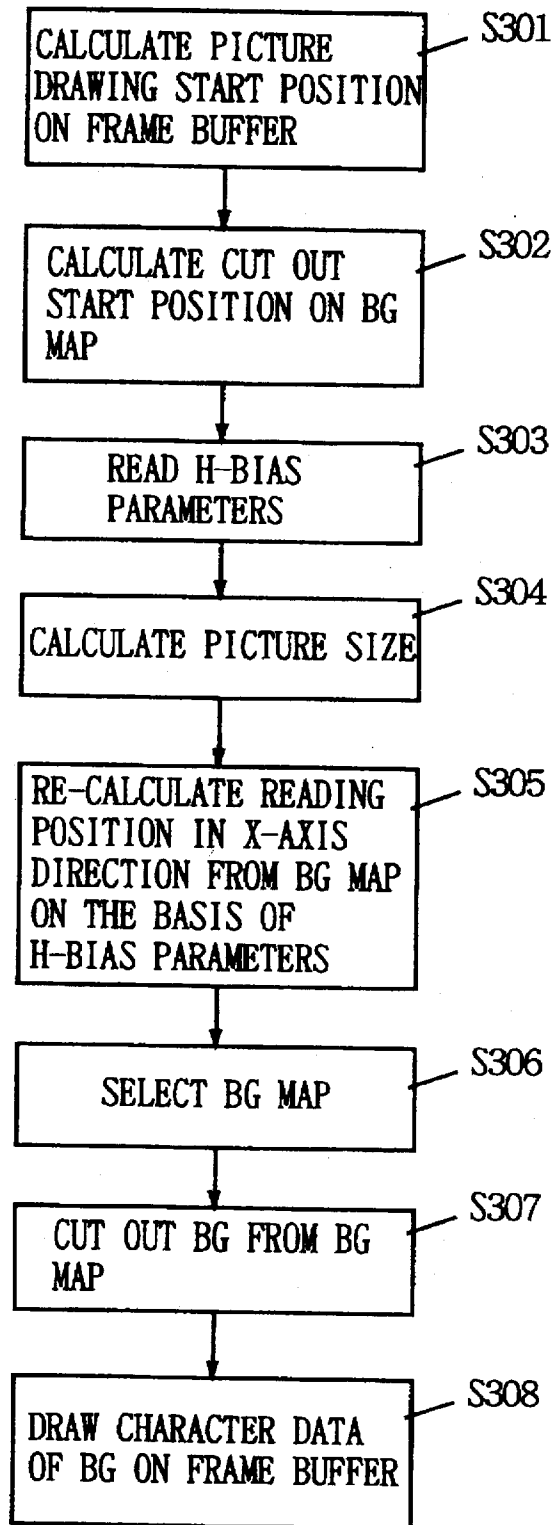 S301
CALCULATE PICTURE
DRAWING START POSITION
ON FRAME BUFFER
S302
CALCULATE CUT OUT
START POSITION ON BG
MAP
S303
READ H-BIAS
PARAMETERS
S304
CALCULATE PICTURE SIZE
S305
RE-CALCULATE READING
POSITION IN X-AXIS
DIRECTION FROM BG MAP
ON THE BASIS OF
H-BIAS PARAMETERS
S306
SELECT BG MAP
S307
CUT OUT BG FROM BG
MAP
S308
DRAW CHARACTER DATA
OF BG ON FRAME BUFFER